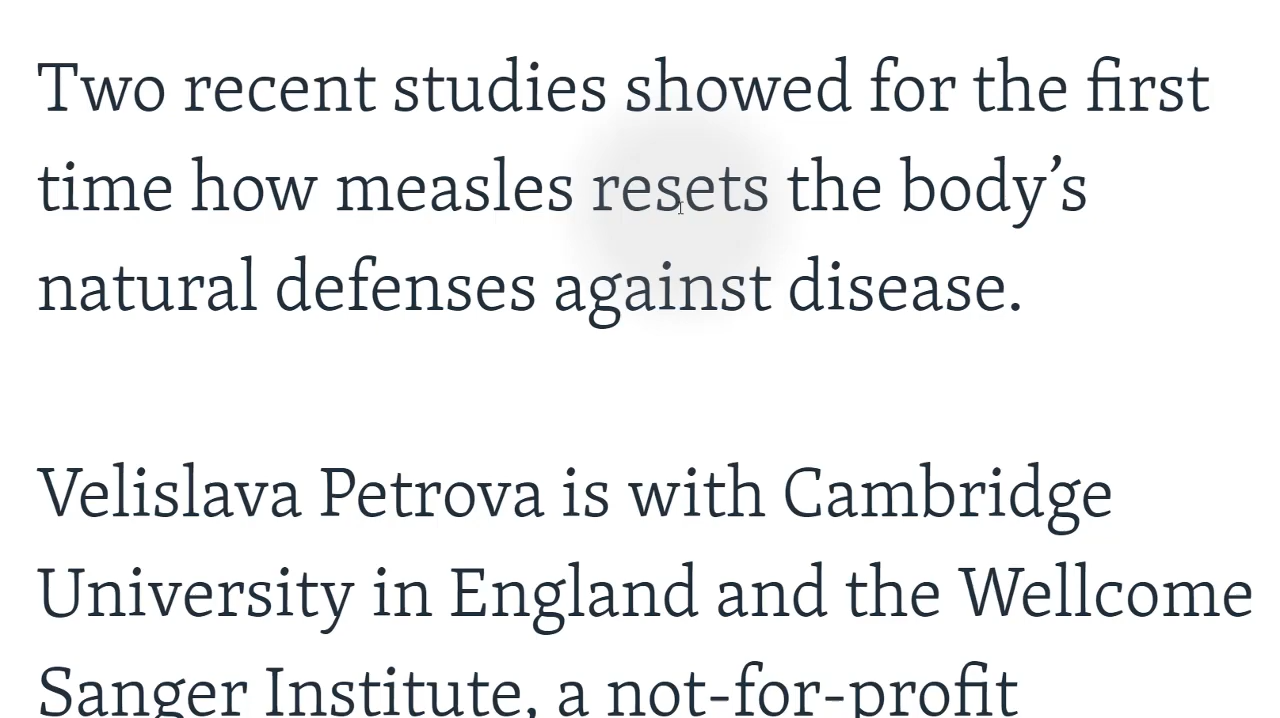 Two recent studies showed for the first
time how measles resets the body’s
natural defenses against disease.
Velislava Petrova is with Cambridge
University in England and the Wellcome
Sanger Institute, a not-for-profit